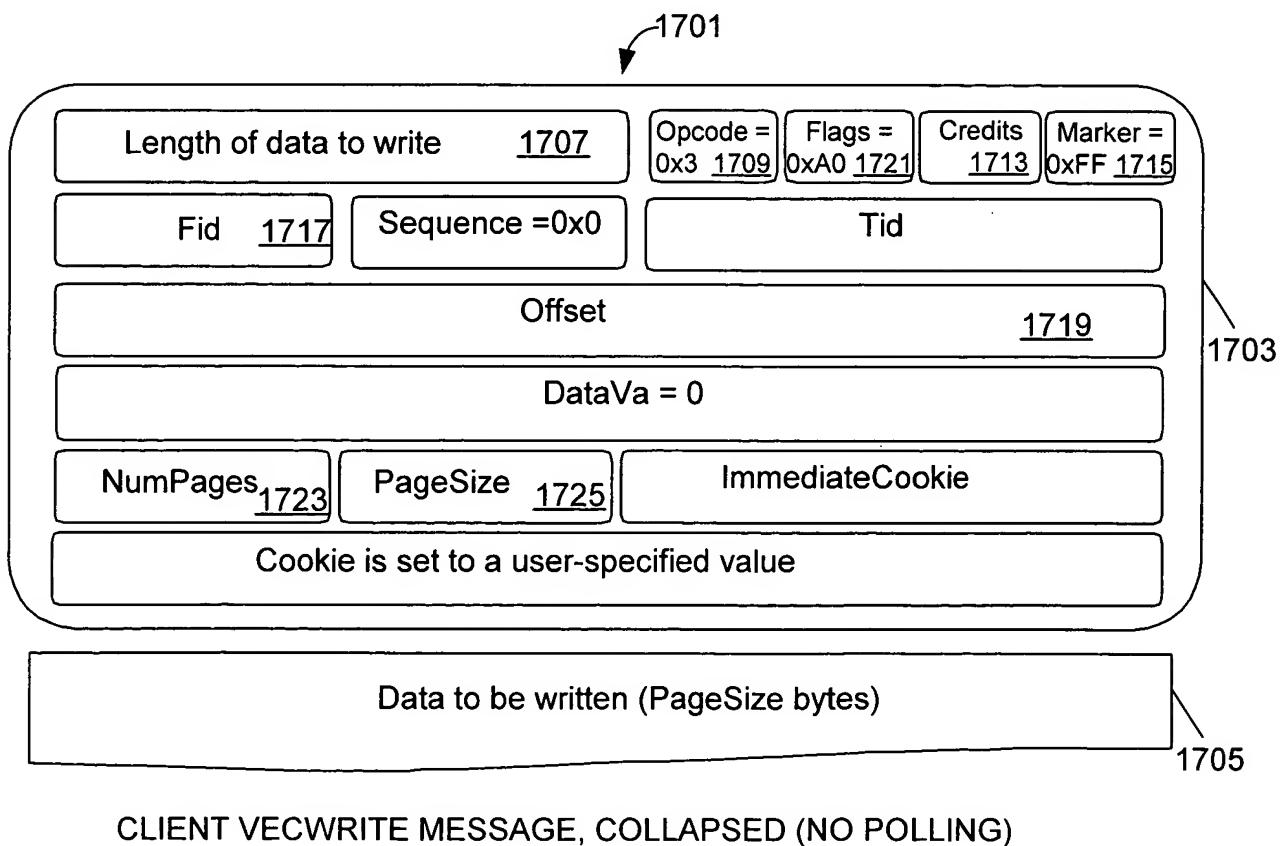 1701
Length of data to write 1707
Opcode =
0x3 1709
Flags =
0xA0 1721
Credits
1713
Marker =
0xFF 1715
Fid 1717
Sequence =0x0
Tid
Offset 1719
1703
DataVa = 0
NumPages 1723
PageSize 1725
ImmediateCookie
Cookie is set to a user-specified value
Data to be written (PageSize bytes)
1705
CLIENT VECWRITE MESSAGE, COLLAPSED (NO POLLING)